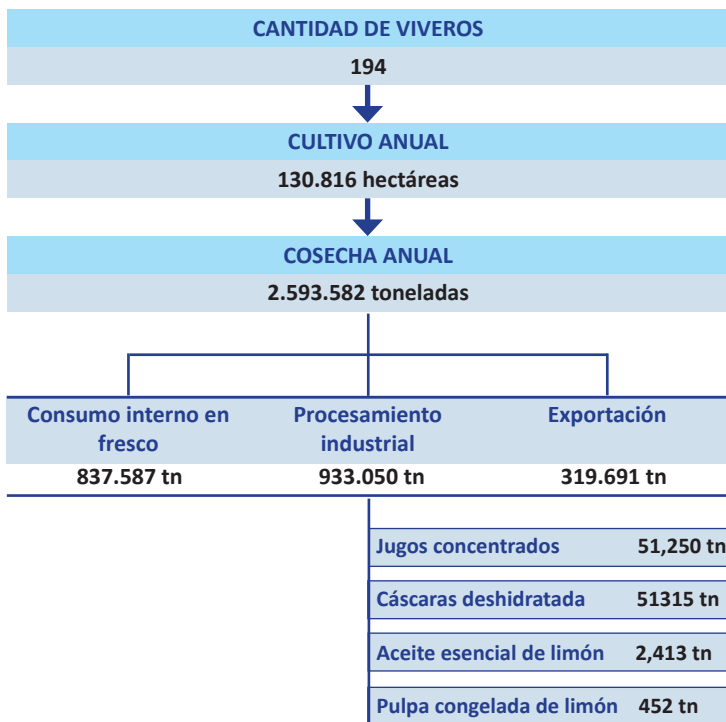 CANTIDAD DE VIVEROS
194
CULTIVO ANUAL
130.816 hectáreas
COSECHA ANUAL
2.593.582 toneladas
Consumo interno en
fresco
837.587 tn
Procesamiento
industrial
933.050 tn
Exportación
319.691 tn
Jugos concentrados 51,250 tn
Cáscaras deshidratada 51315 tn
Aceite esencial de limón 2,413 tn
Pulpa congelada de limón 452 tn